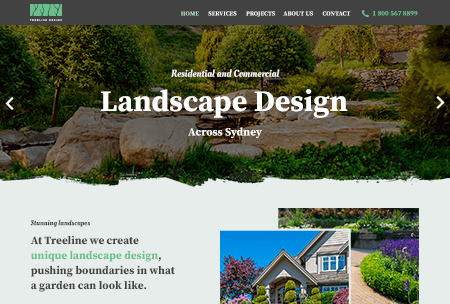 TREELINE DESIGN
HOME SERVICES PROJECTS ABOUT US CONTACT 1 800 567 8899
Residential and Commercial
Landscape Design
Across Sydney
Stunning landscapes
At Treeline we create
unique landscape design,
pushing boundaries in what
a garden can look like.